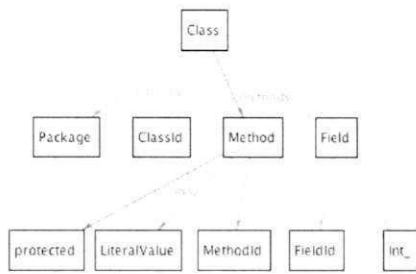 Class
Package ClassId Method Field
protected LiteralValue MethodId FieldId Int_